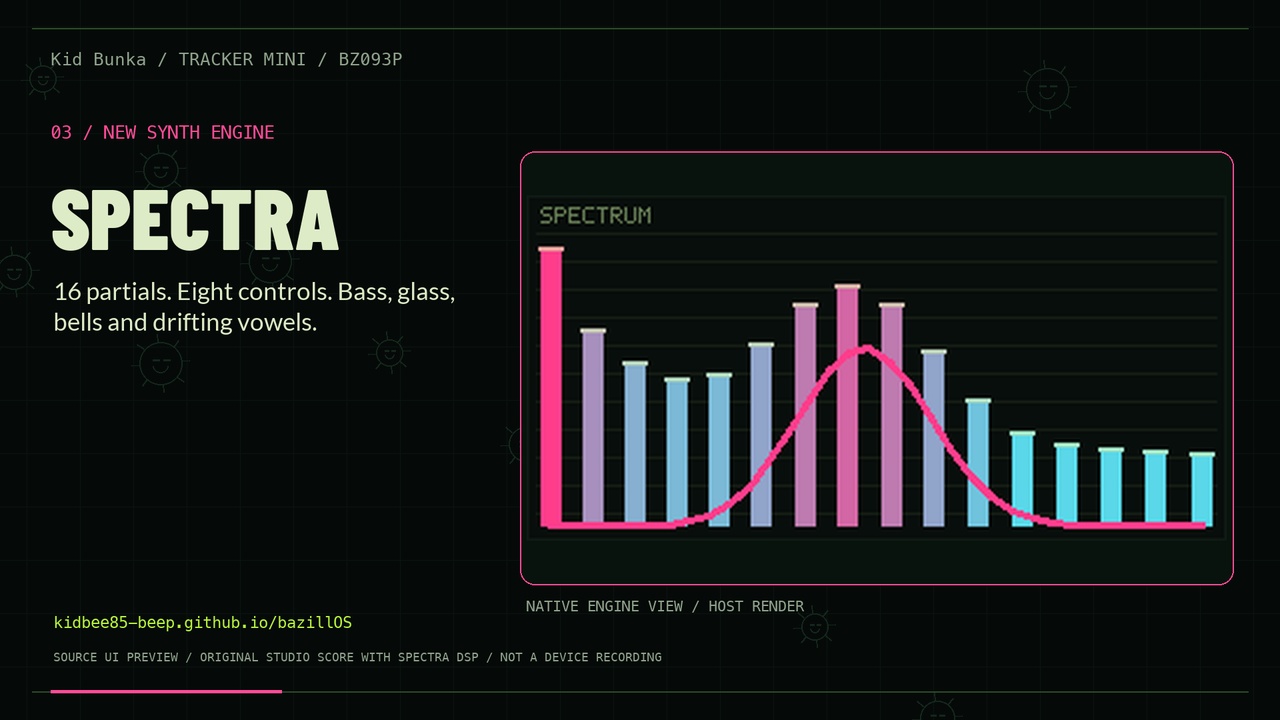 Kid Bunka / TRACKER MINI / BZ093P
03 / NEW SYNTH ENGINE
SPECTRA
16 partials. Eight controls. Bass, glass,
bells and drifting vowels.
SPECTRUM
NATIVE ENGINE VIEW / HOST RENDER
kidbee85-beep.github.io/bazillOS
SOURCE UI PREVIEW / ORIGINAL STUDIO SCORE WITH SPECTRA DSP / NOT A DEVICE RECORDING